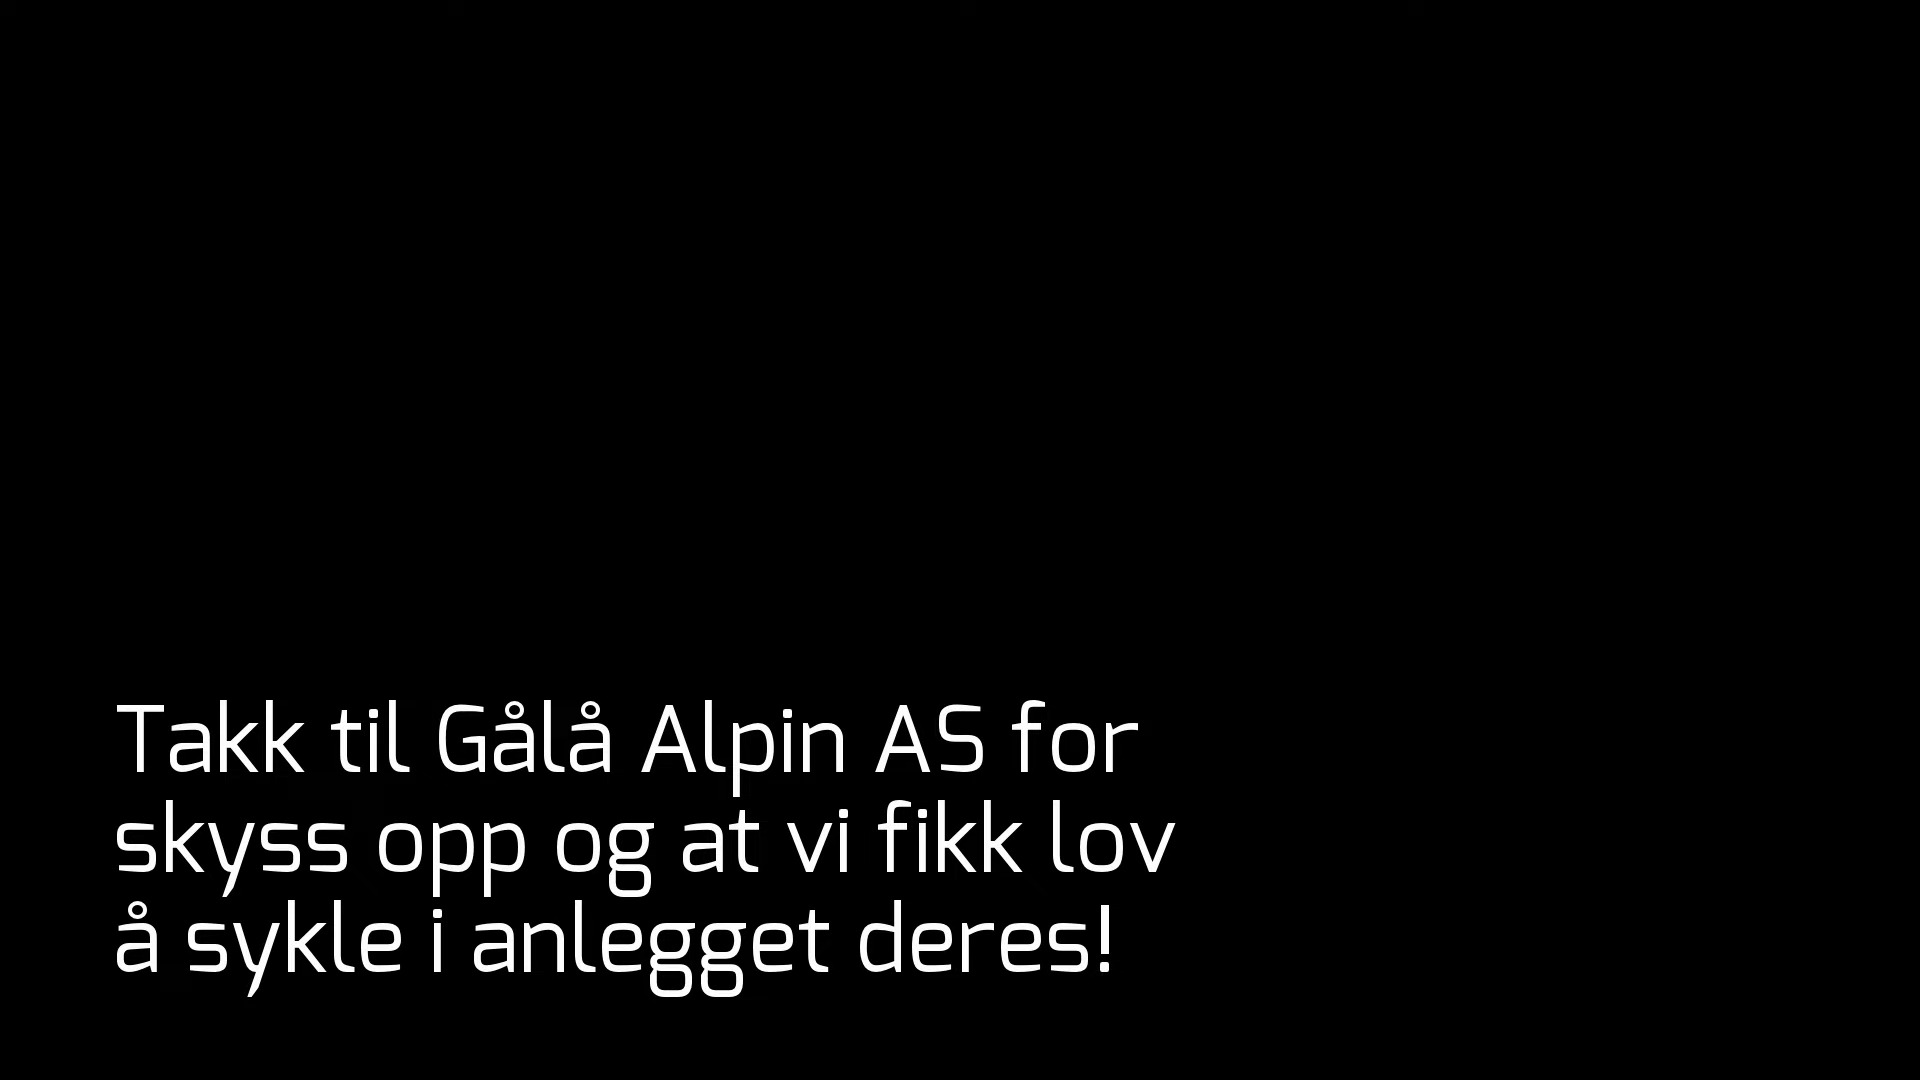 Takk til Gålå Alpin AS for
skyss opp og at vi fikk lov
å sykle i anlegget deres!